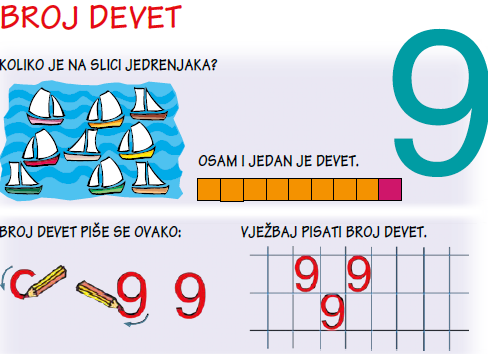 BROJ DEVET
KOLIKO JE NA SLICI JEDRENJAKA?
9
OSAM I JEDAN JE DEVET.
BROJ DEVET PIŠE SE OVAKO:
9 9
VJEŽBAJ PISATI BROJ DEVET.
9 9
9